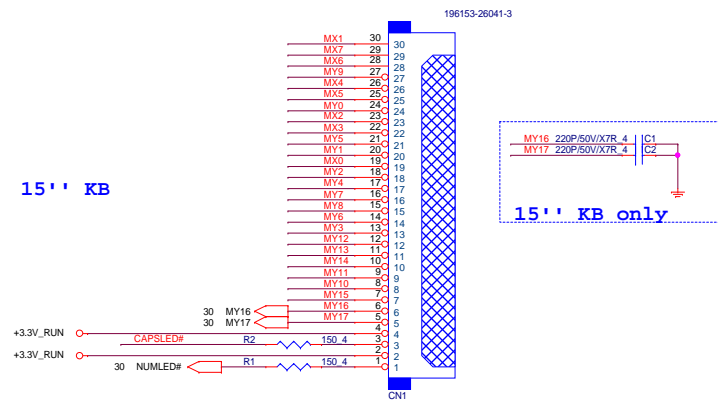 196153-26041-3
MX1 30 30
MX7 29 29
MX6 28 28
MY9 27 27
MX4 26 26
MX5 25 25
MY0 24 24
MX2 23 23
MX3 22 22
MY5 21 21
MY1 20 20
MX0 19 19
MY2 18 18
MY4 17 17
MY7 16 16
MY8 15 15
MY6 14 14
MY3 13 13
MY12 12 12
MY13 11 11
MY14 10 10
MY11 9 9
MY10 8 8
MY15 7 7
30 MY16 MY16 6 6
30 MY17 MY17 5 5
+3.3V_RUN 4 4
CAPSLED# R2 150_4 3 3
+3.3V_RUN 2 2
30 NUMLED# R1 150_4 1 1
CN1
15'' KB
MY16 220P/50V/X7R_4 C1
MY17 220P/50V/X7R_4 C2
15'' KB only